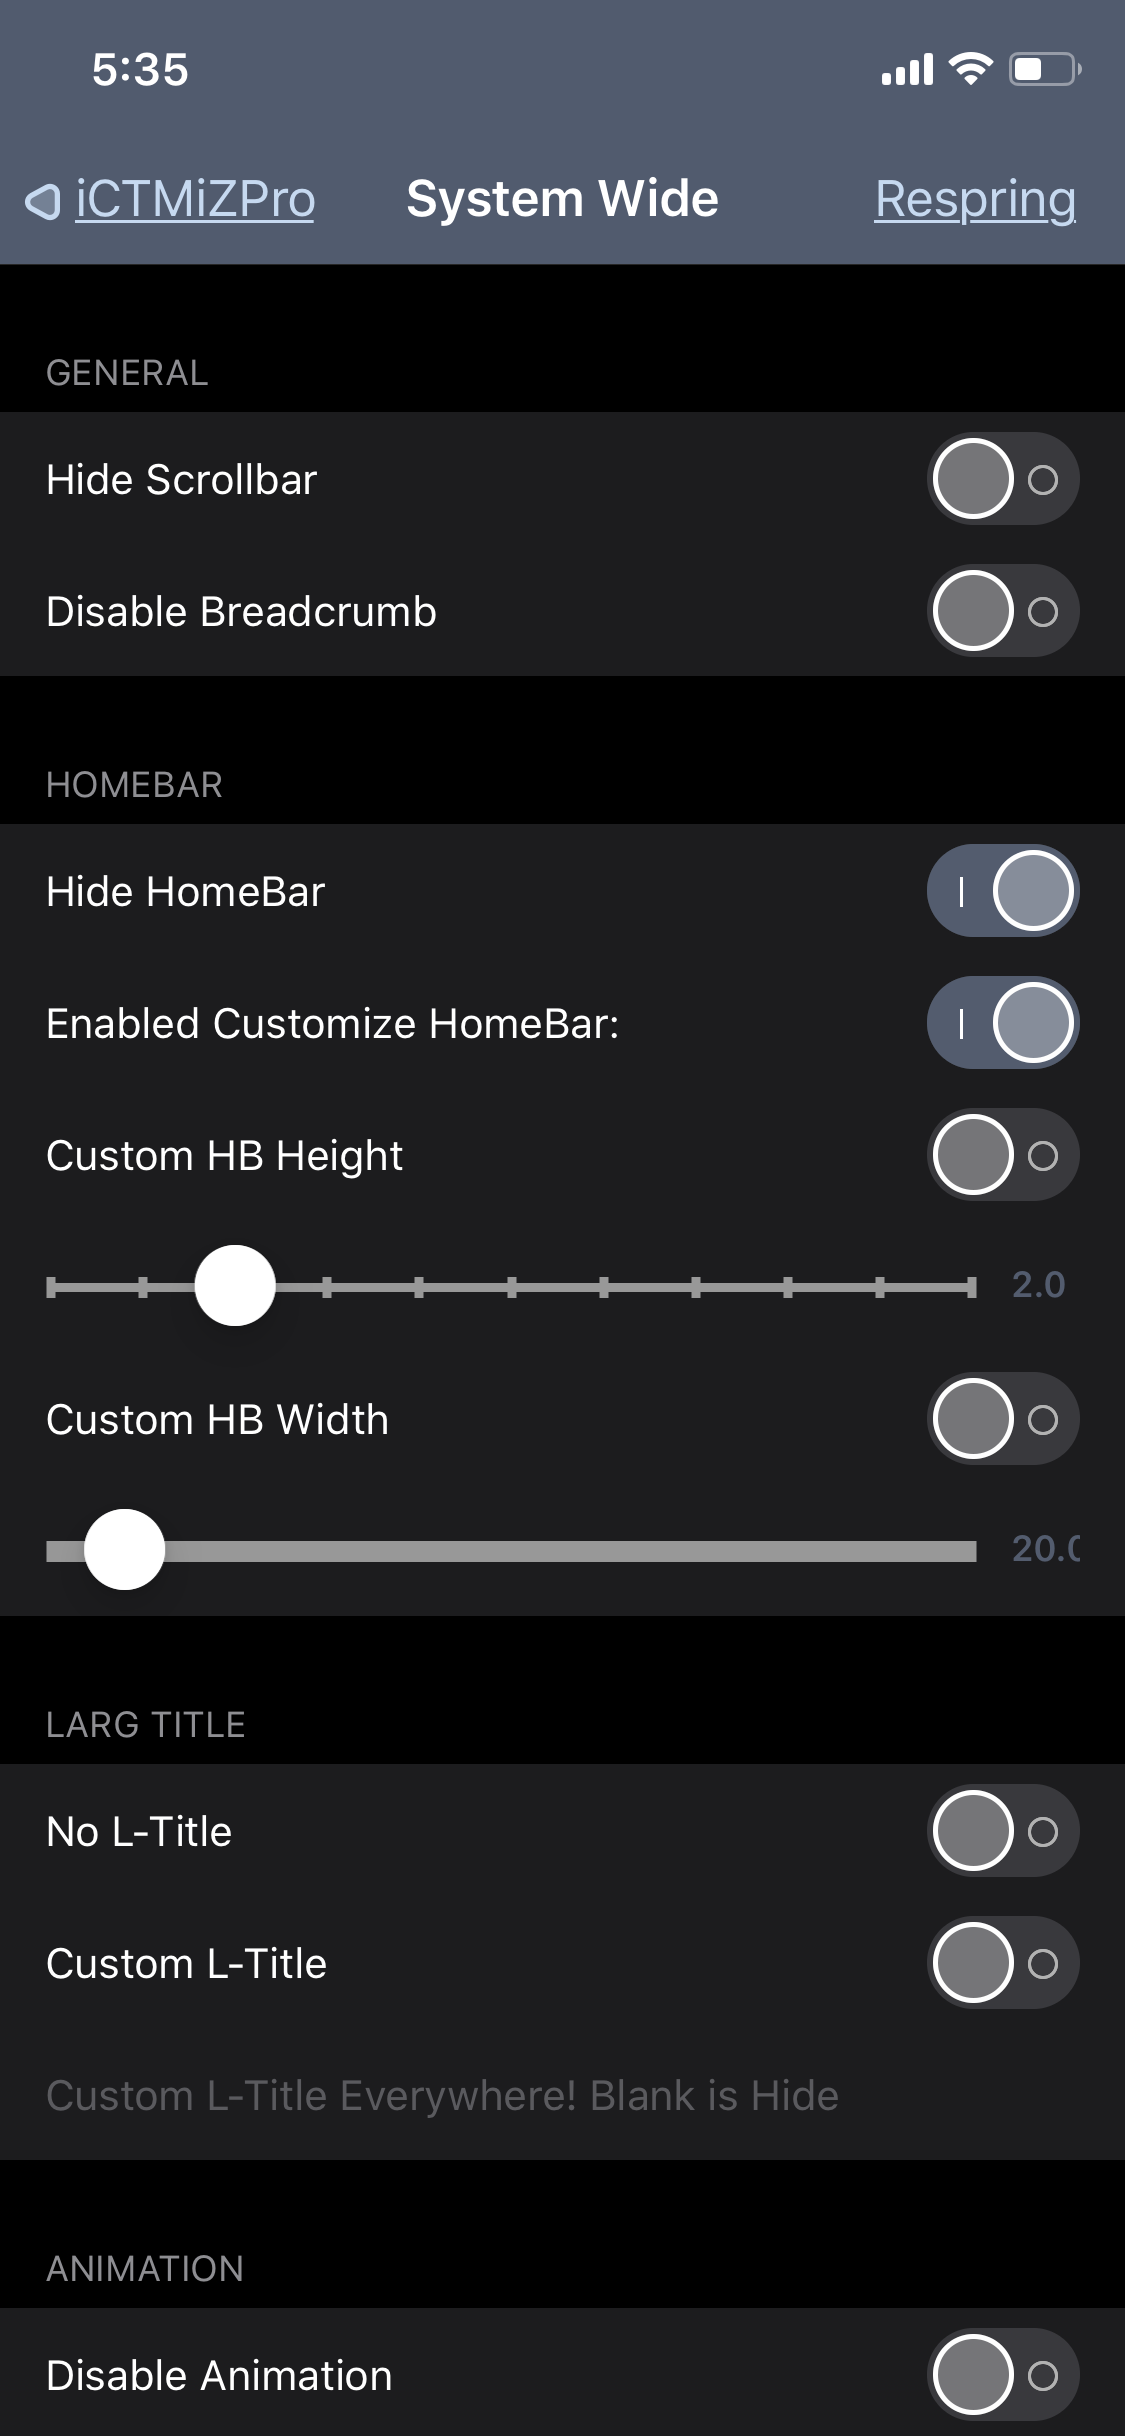 5:35
iCTMiZPro System Wide Respring
GENERAL
Hide Scrollbar
Disable Breadcrumb
HOMEBAR
Hide HomeBar
Enabled Customize HomeBar:
Custom HB Height
2.0
Custom HB Width
20.0
LARG TITLE
No L-Title
Custom L-Title
Custom L-Title Everywhere! Blank is Hide
ANIMATION
Disable Animation